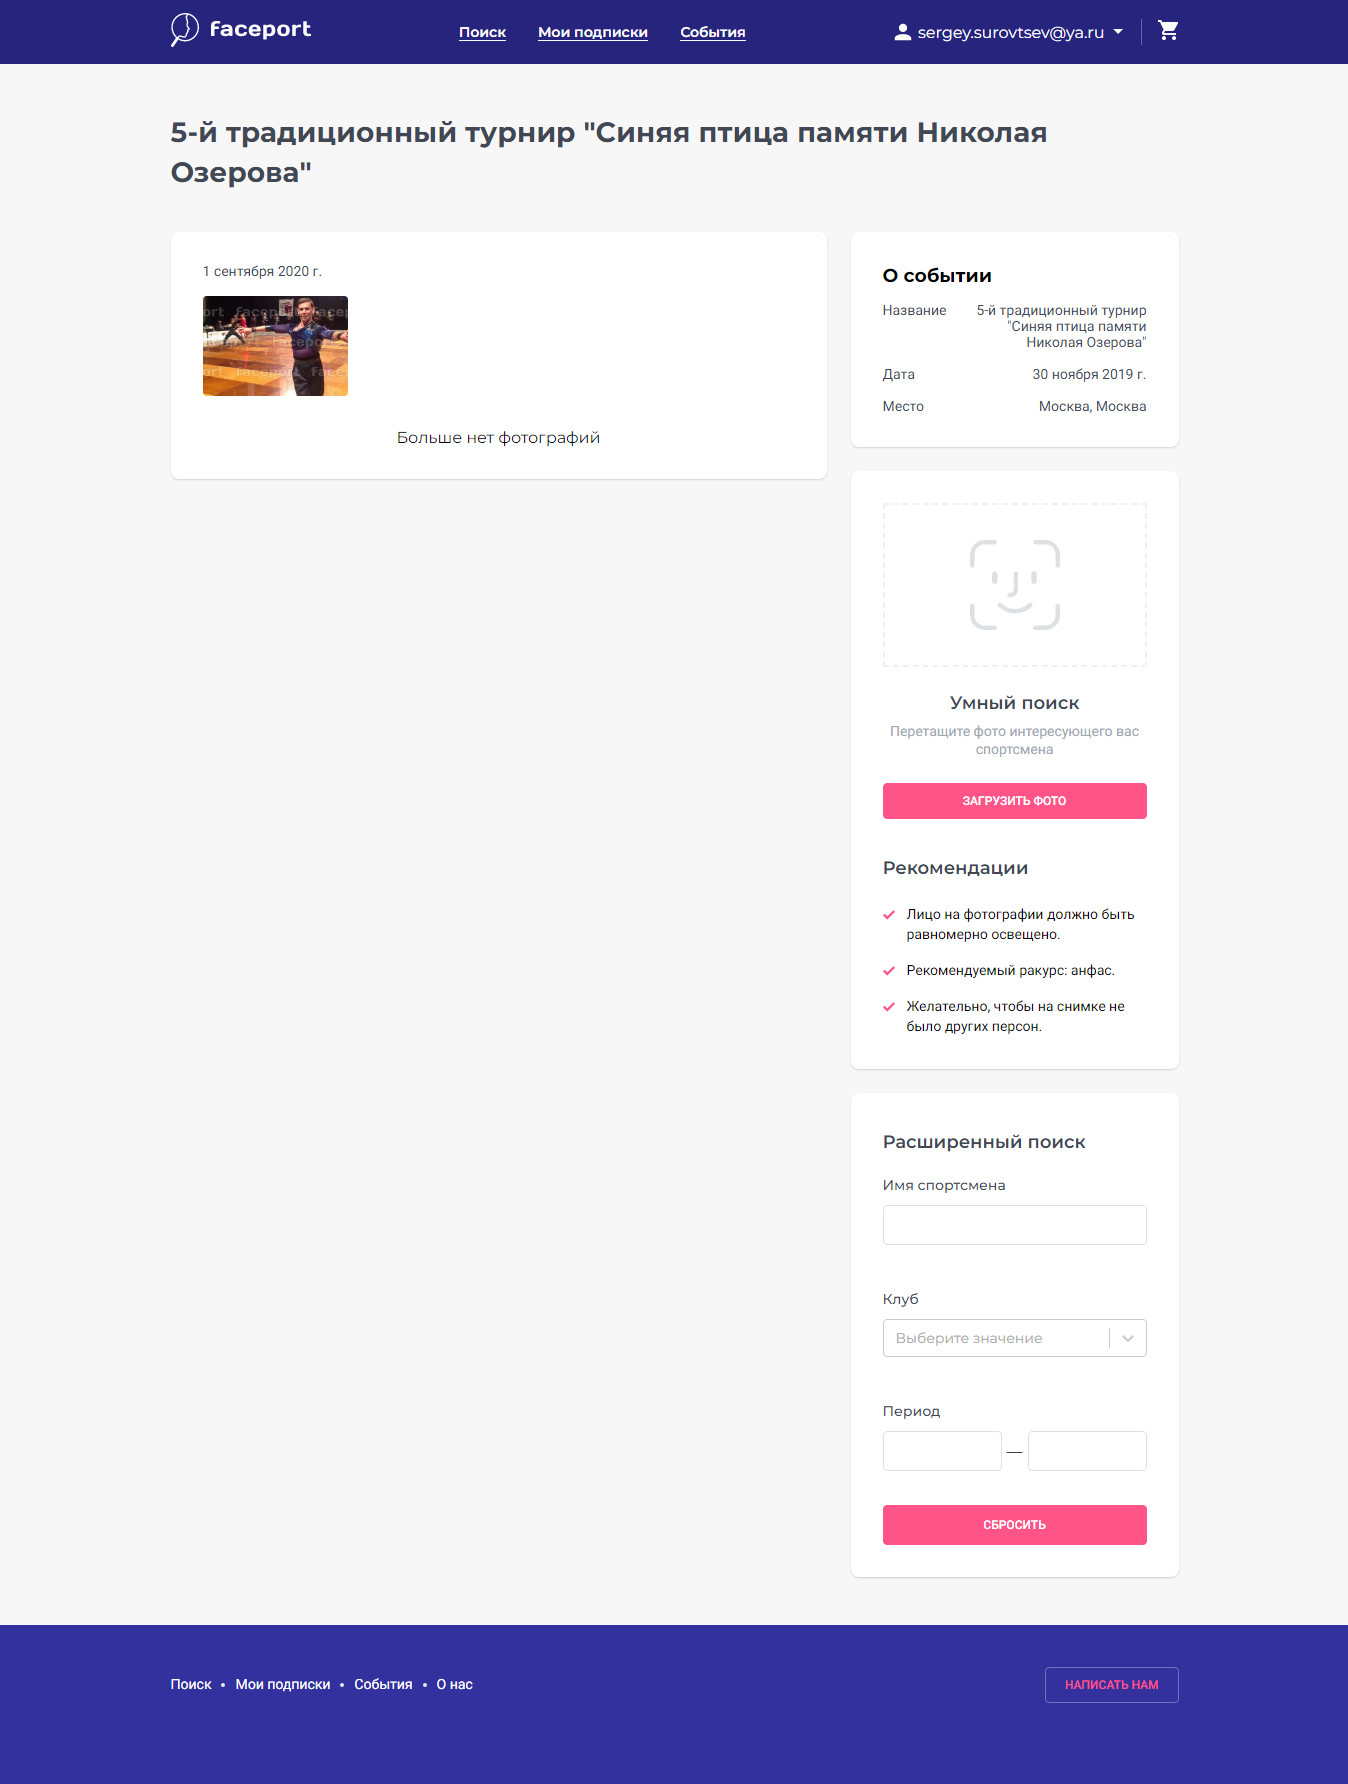 faceport
Поиск
Мои подписки
События
sergey.surovtsev@ya.ru
5-й традиционный турнир "Синяя птица памяти Николая
Озерова"
1 сентября 2020 г.
faceport
faceport
faceport
Больше нет фотографий
О событии
Название
5-й традиционный турнир
"Синяя птица памяти
Николая Озерова"
Дата
30 ноября 2019 г.
Место
Москва, Москва
Умный поиск
Перетащите фото интересующего вас
спортсмена
ЗАГРУЗИТЬ ФОТО
Рекомендации
Лицо на фотографии должно быть
равномерно освещено.
Рекомендуемый ракурс: анфас.
Желательно, чтобы на снимке не
было других персон.
Расширенный поиск
Имя спортсмена
Клуб
Выберите значение
Период
—
СБРОСИТЬ
Поиск • Мои подписки • События • О нас
НАПИСАТЬ НАМ